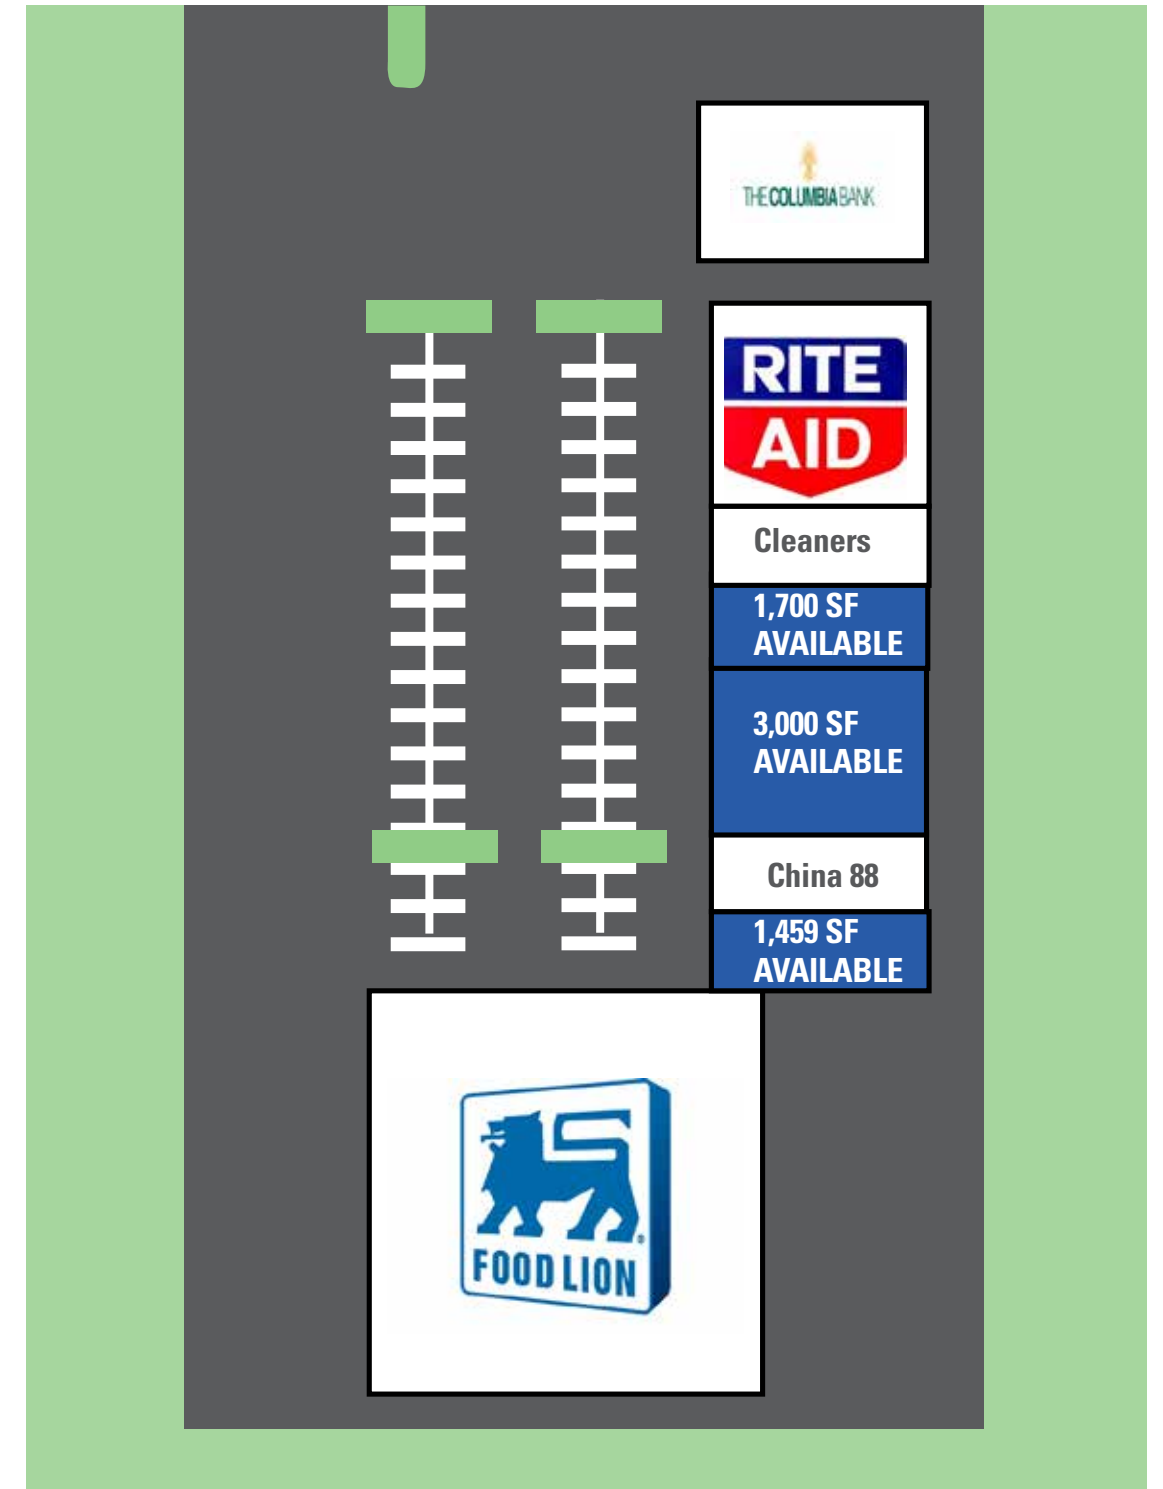 THE COLUMBIA BANK
RITE
AID
Cleaners
1,700 SF
AVAILABLE
3,000 SF
AVAILABLE
China 88
1,459 SF
AVAILABLE
FOOD LION
®